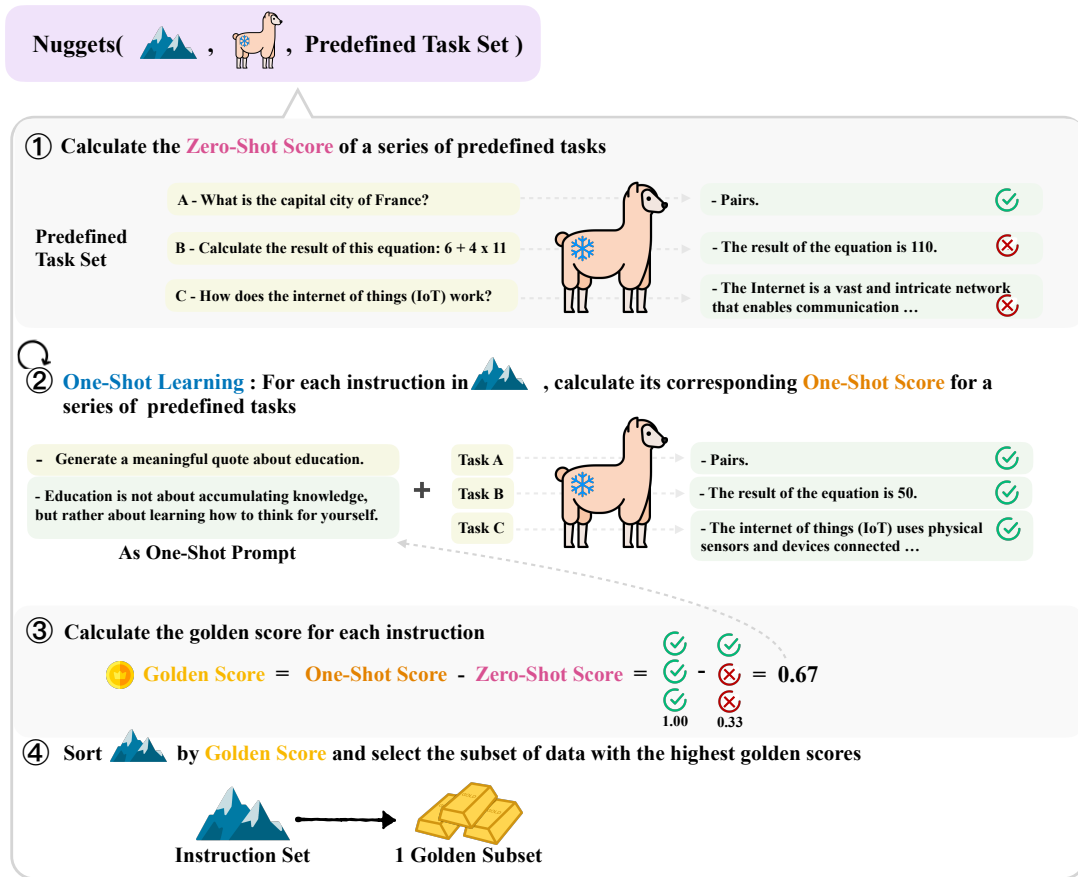 Nuggets( , , Predefined Task Set )
① Calculate the Zero-Shot Score of a series of predefined tasks
Predefined
Task Set
A - What is the capital city of France?
- Pairs.
B - Calculate the result of this equation: 6 + 4 x 11
- The result of the equation is 110.
C - How does the internet of things (IoT) work?
- The Internet is a vast and intricate network
that enables communication …
② One-Shot Learning : For each instruction in , calculate its corresponding One-Shot Score for a
series of predefined tasks
- Generate a meaningful quote about education.
- Education is not about accumulating knowledge,
but rather about learning how to think for yourself.
As One-Shot Prompt
+
Task A
Task B
Task C
- Pairs.
- The result of the equation is 50.
- The internet of things (IoT) uses physical
sensors and devices connected …
③ Calculate the golden score for each instruction
Golden Score = One-Shot Score - Zero-Shot Score = - = 0.67
1.00 0.33
④ Sort by Golden Score and select the subset of data with the highest golden scores
Instruction Set
1 Golden Subset